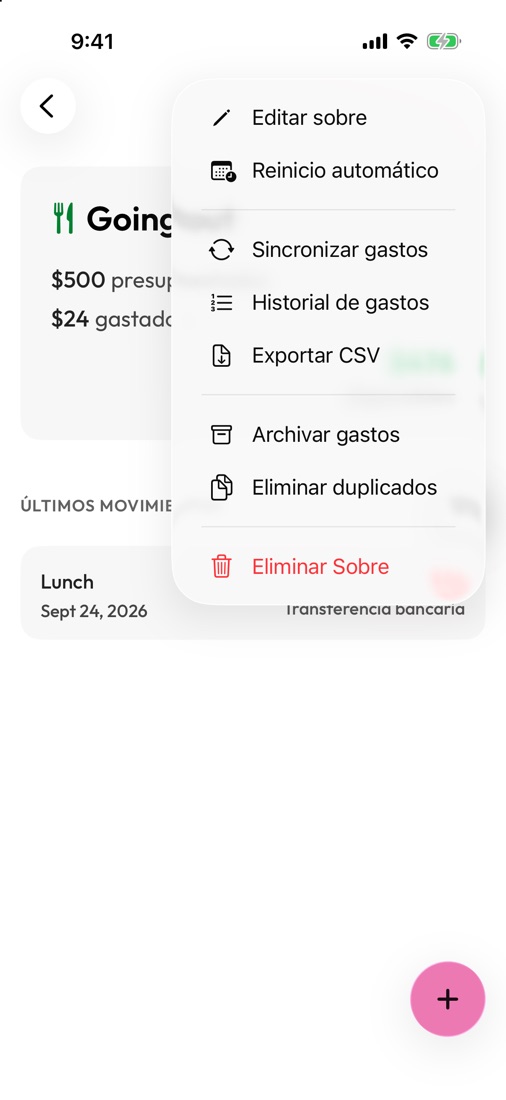 9:41
Editar sobre
Reinicio automático
Going
$500
$24
Sincronizar gastos
Historial de gastos
Exportar CSV
Archivar gastos
Eliminar duplicados
ÚLTIMOS
Eliminar Sobre
Lunch
Sept 24, 2026
Transferencia bancaria